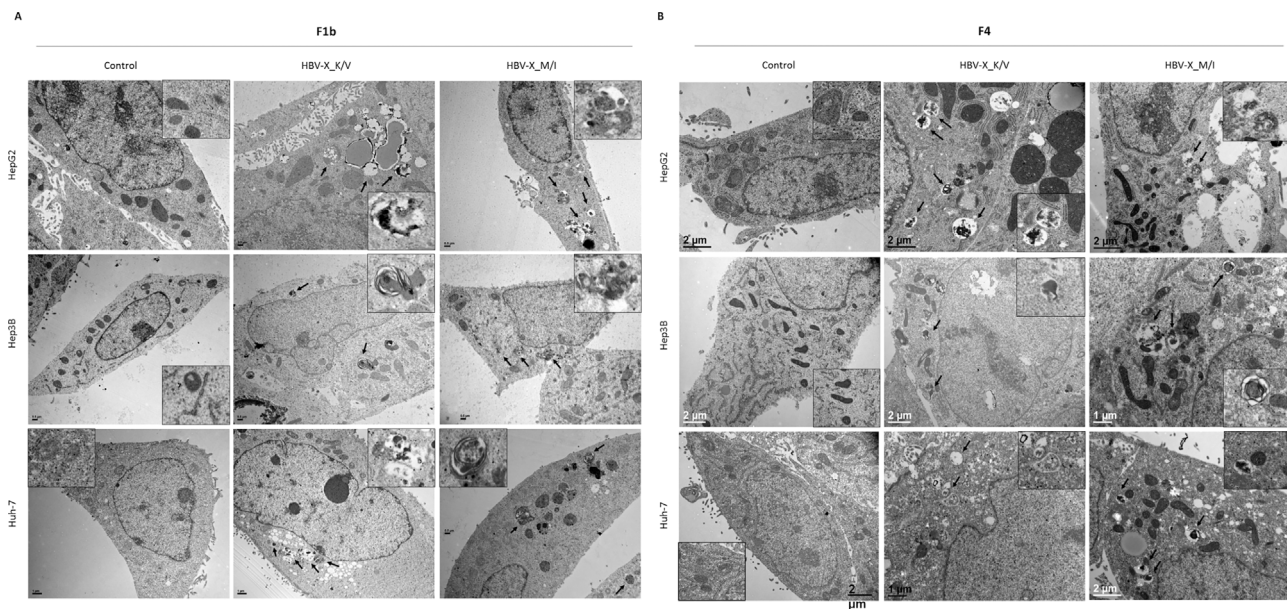 A
F1b
Control
HBV-X_K/V
HBV-X_M/I
HepG2
Hep3B
Huh-7
B
F4
Control
HBV-X_K/V
HBV-X_M/I
HepG2
2 µm
2 µm
2 µm
Hep3B
2 µm
2 µm
1 µm
Huh-7
2
µm
1 µm
2 µm